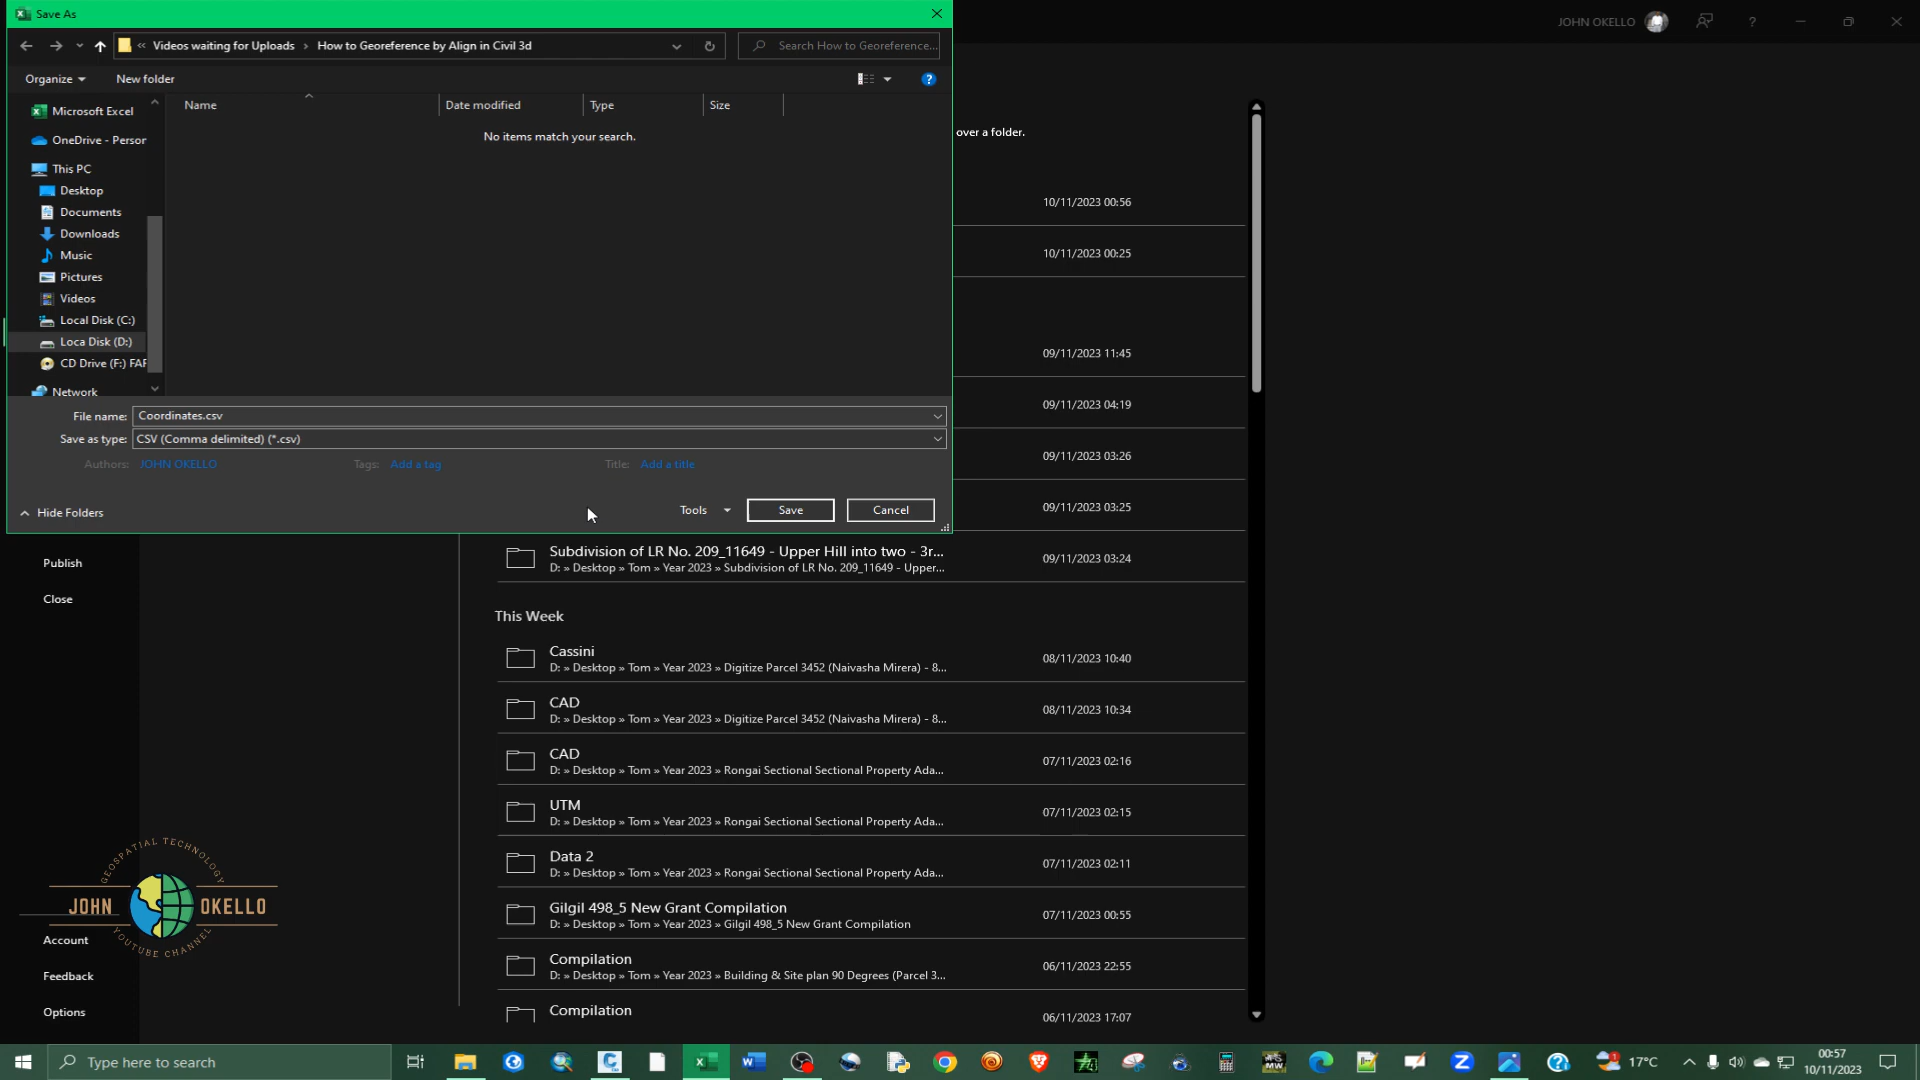 Save As
JOHN OKELLO
?
« Videos waiting for Uploads › How to Georeference by Align in Civil 3d
Search How to Georeference...
Organize
New folder
?
Microsoft Excel
OneDrive - Person
This PC
Desktop
Documents
Downloads
Music
Pictures
Videos
Local Disk (C:)
Loca Disk (D:)
CD Drive (F:) FAR
Network
Name
Date modified
Type
Size
No items match your search.
File name: Coordinates.csv
Save as type: CSV (Comma delimited) (*.csv)
Authors: JOHN OKELLO
Tags: Add a tag
Title: Add a title
Hide Folders
Tools
Save
Cancel
over a folder.
10/11/2023 00:56
10/11/2023 00:25
09/11/2023 11:45
09/11/2023 04:19
09/11/2023 03:26
09/11/2023 03:25
Subdivision of LR No. 209_11649 - Upper Hill into two - 3r...
D: » Desktop » Tom » Year 2023 » Subdivision of LR No. 209_11649 - Upper...
09/11/2023 03:24
This Week
Cassini
D: » Desktop » Tom » Year 2023 » Digitize Parcel 3452 (Naivasha Mirera) - 8...
08/11/2023 10:40
CAD
D: » Desktop » Tom » Year 2023 » Digitize Parcel 3452 (Naivasha Mirera) - 8...
08/11/2023 10:34
CAD
D: » Desktop » Tom » Year 2023 » Rongai Sectional Sectional Property Ada...
07/11/2023 02:16
UTM
D: » Desktop » Tom » Year 2023 » Rongai Sectional Sectional Property Ada...
07/11/2023 02:15
Data 2
D: » Desktop » Tom » Year 2023 » Rongai Sectional Sectional Property Ada...
07/11/2023 02:11
Gilgil 498_5 New Grant Compilation
D: » Desktop » Tom » Year 2023 » Gilgil 498_5 New Grant Compilation
07/11/2023 00:55
Compilation
D: » Desktop » Tom » Year 2023 » Building & Site plan 90 Degrees (Parcel 3...
06/11/2023 22:55
Compilation
06/11/2023 17:07
Publish
Close
GEOSPATIAL TECHNOLOGY
JOHN OKELLO
YOUTUBE CHANNEL
Account
Feedback
Options
Type here to search
17°C
00:57
10/11/2023